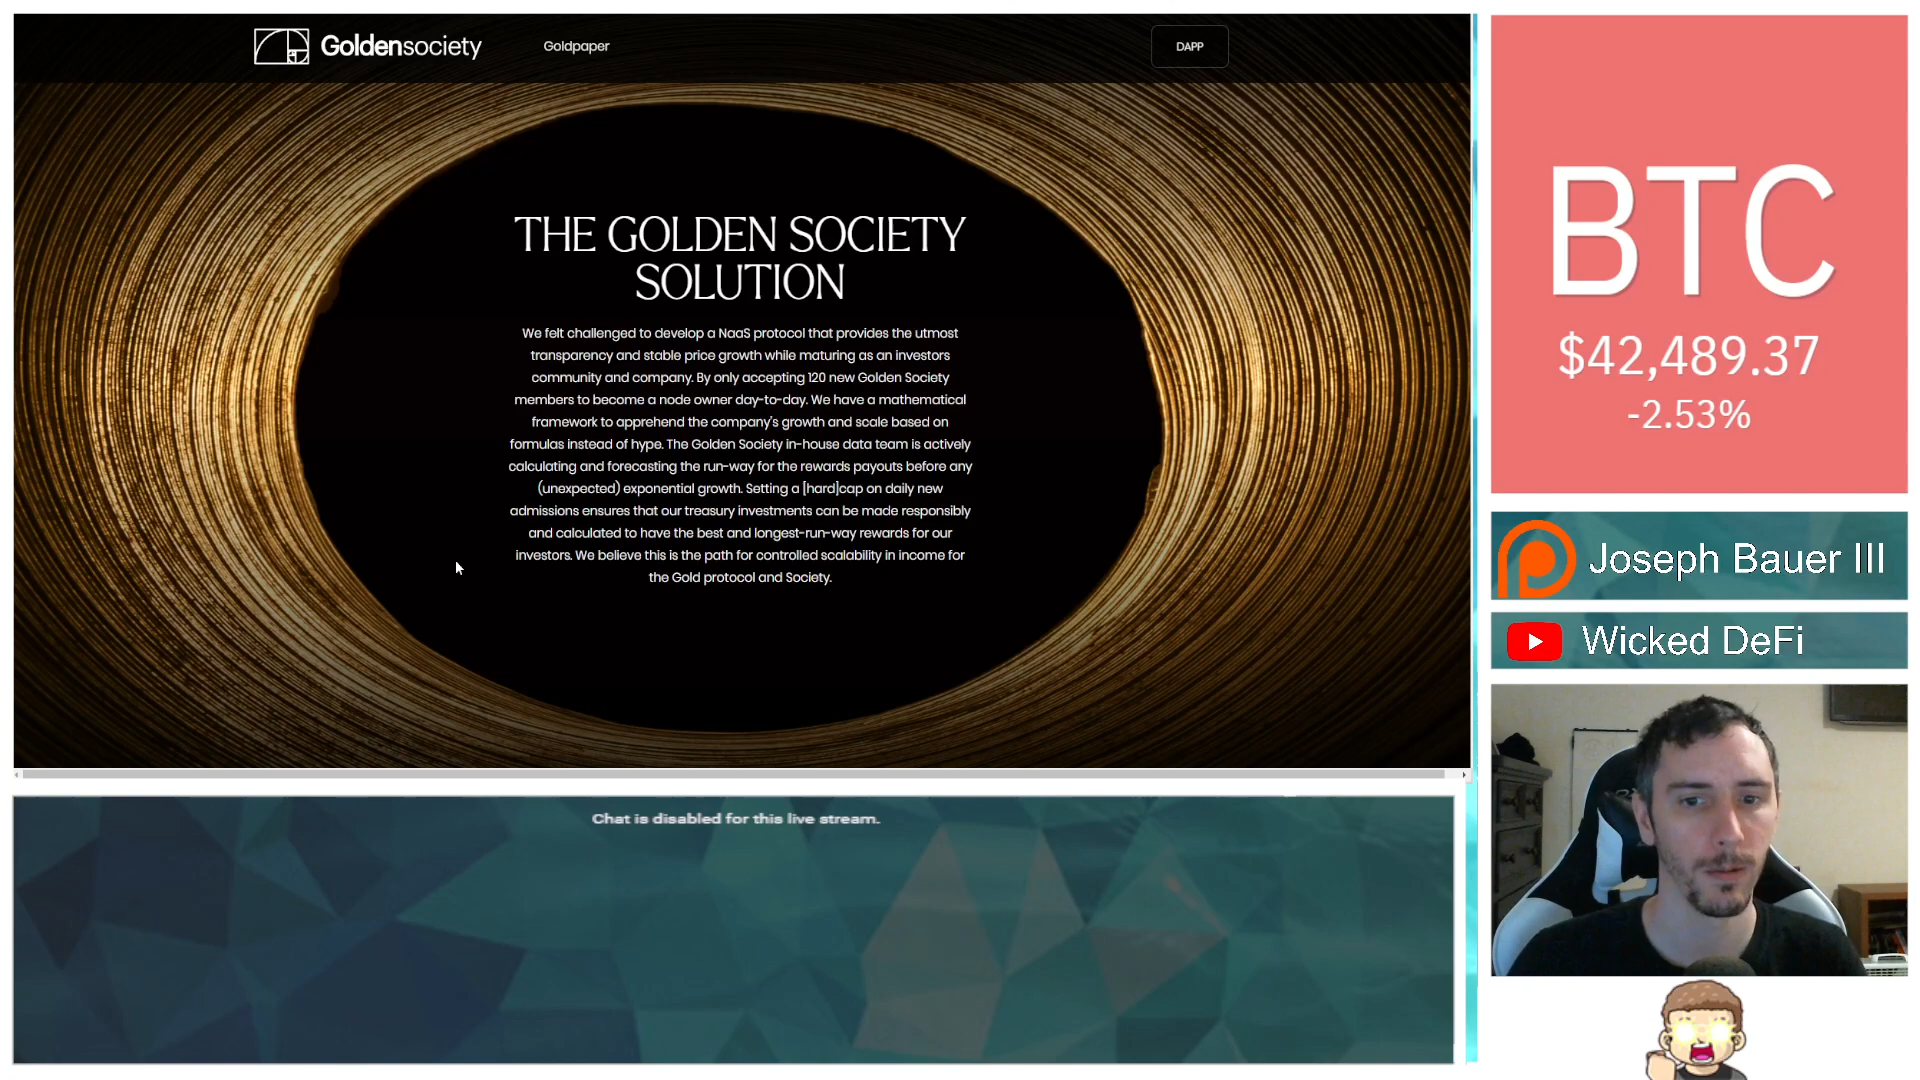 Goldensociety
Goldpaper
DAPP
THE GOLDEN SOCIETY
SOLUTION
We felt challenged to develop a NaaS protocol that provides the utmost
transparency and stable price growth while maturing as an investors
community and company. By only accepting 120 new Golden Society
members to become a node owner day-to-day. We have a mathematical
framework to apprehend the company's growth and scale based on
formulas instead of hype. The Golden Society in-house data team is actively
calculating and forecasting the run-way for the rewards payouts before any
(unexpected) exponential growth. Setting a [hard]cap on daily new
admissions ensures that our treasury investments can be made responsibly
and calculated to have the best and longest-run-way rewards for our
investors. We believe this is the path for controlled scalability in income for
the Gold protocol and Society.
Chat is disabled for this live stream.
BTC
$42,489.37
-2.53%
Joseph Bauer III
Wicked DeFi